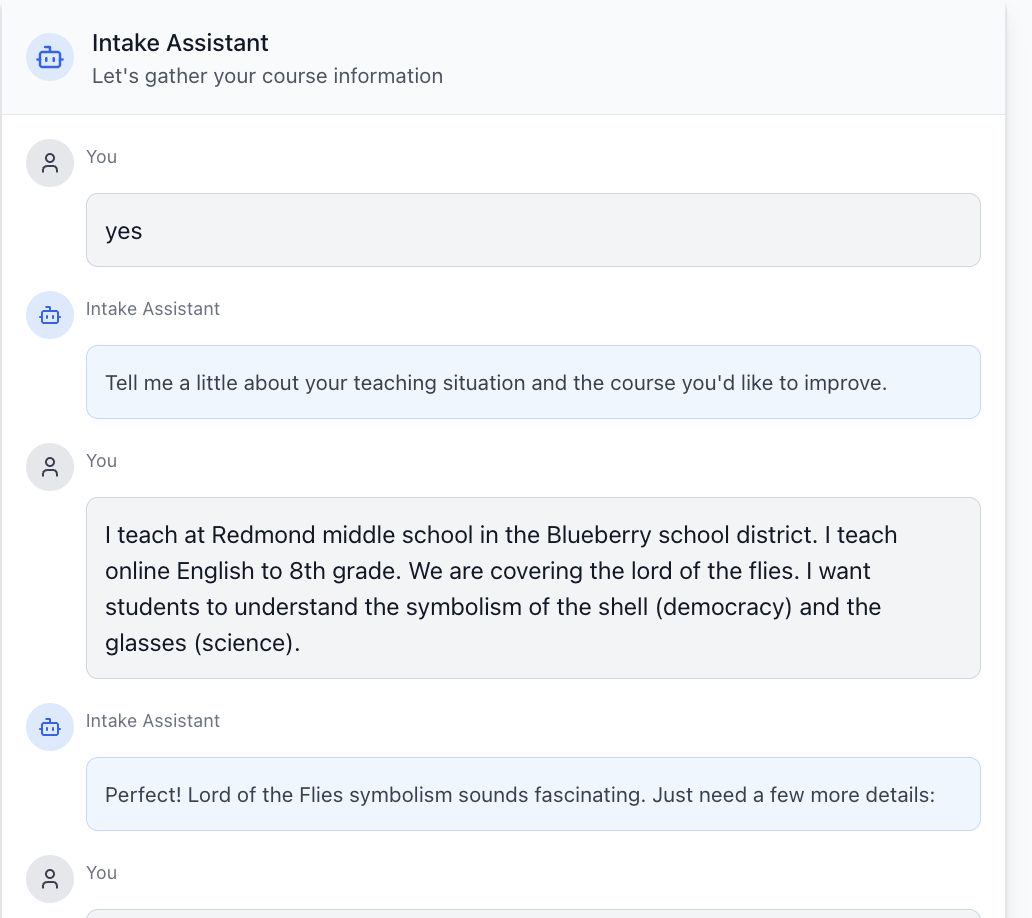 Intake Assistant
Let's gather your course information
You
yes
Intake Assistant
Tell me a little about your teaching situation and the course you'd like to improve.
You
I teach at Redmond middle school in the Blueberry school district. I teach
online English to 8th grade. We are covering the lord of the flies. I want
students to understand the symbolism of the shell (democracy) and the
glasses (science).
Intake Assistant
Perfect! Lord of the Flies symbolism sounds fascinating. Just need a few more details:
You